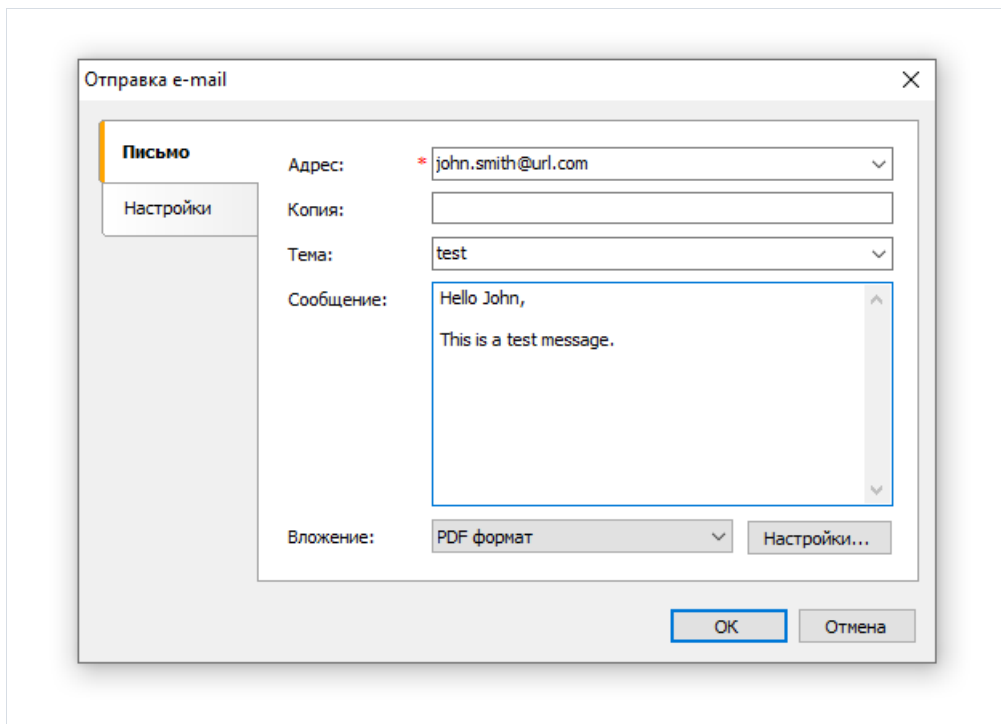 Отправка e-mail
Письмо
Настройки
Адрес: * john.smith@url.com
Копия:
Тема: test
Сообщение: Hello John,
This is a test message.
Вложение: PDF формат Настройки...
OK Отмена